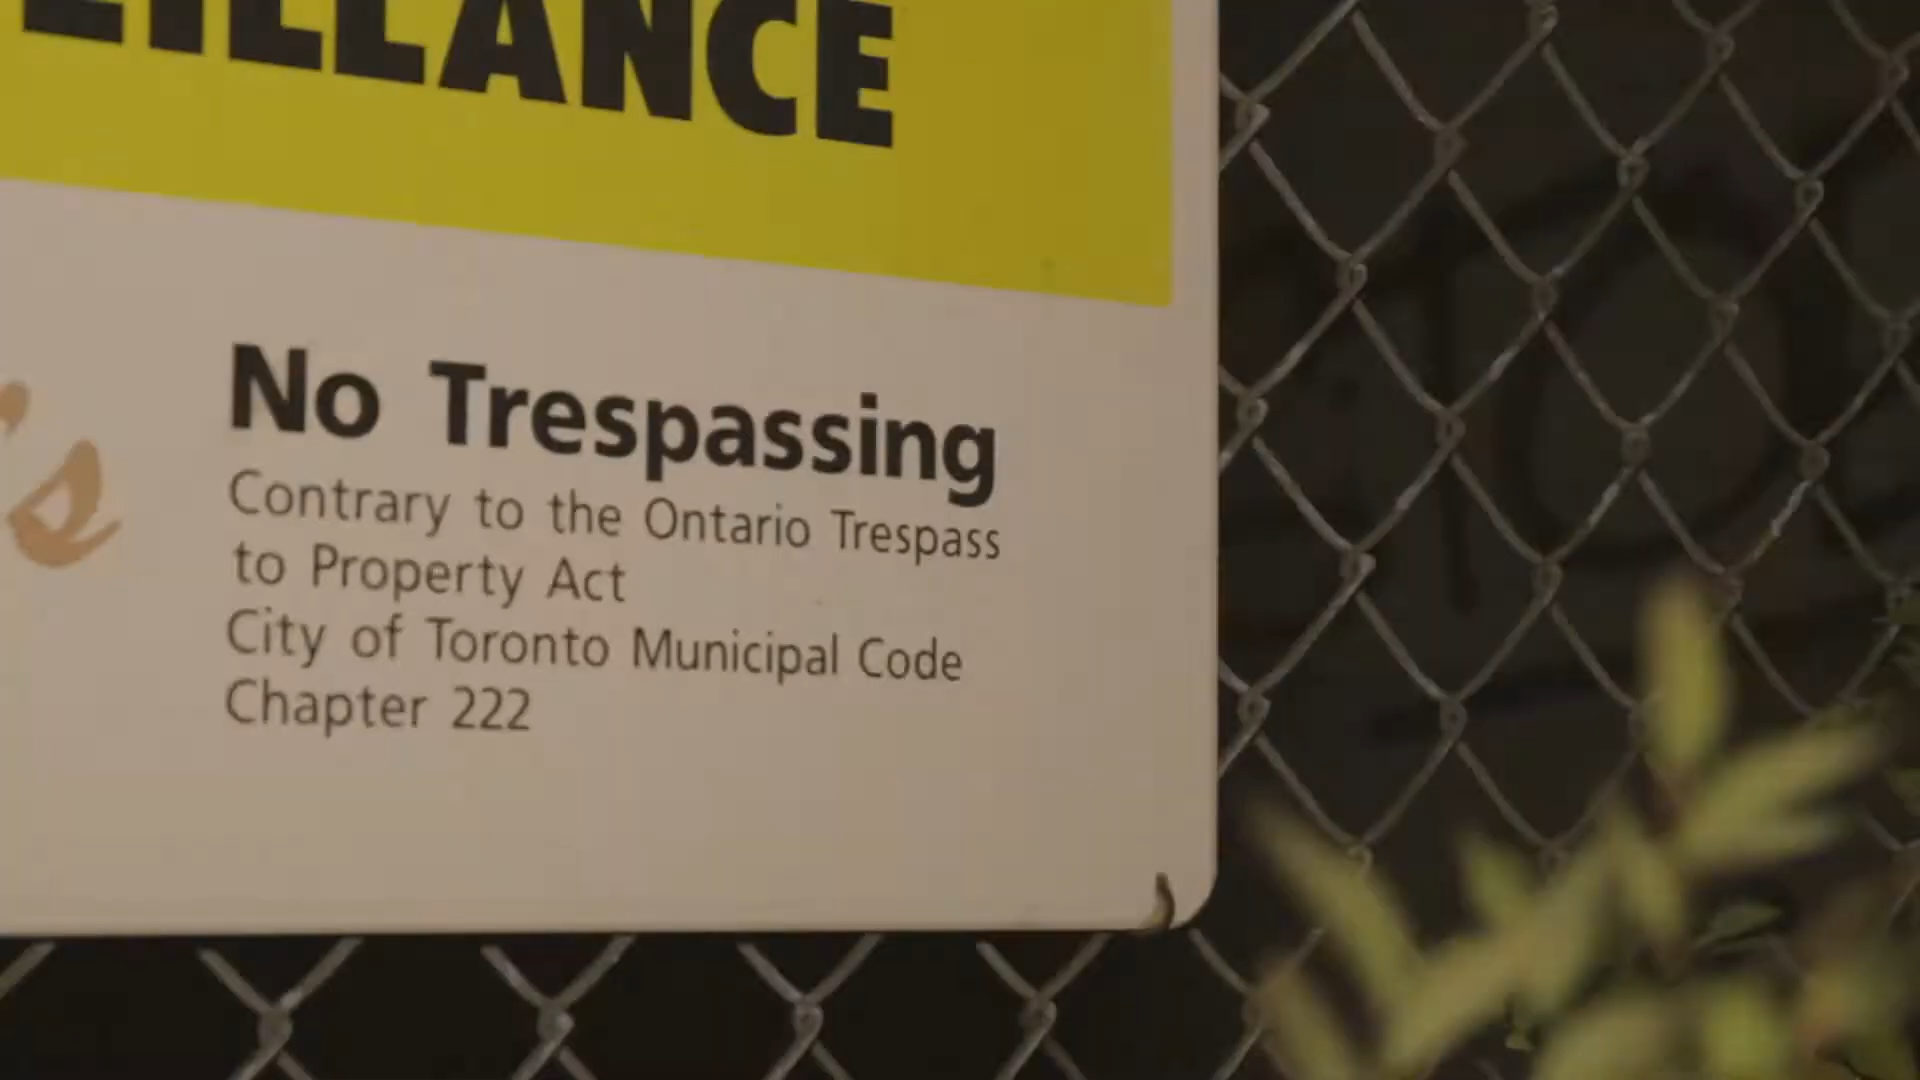 EILLANCE
's
No Trespassing
Contrary to the Ontario Trespass
to Property Act
City of Toronto Municipal Code
Chapter 222